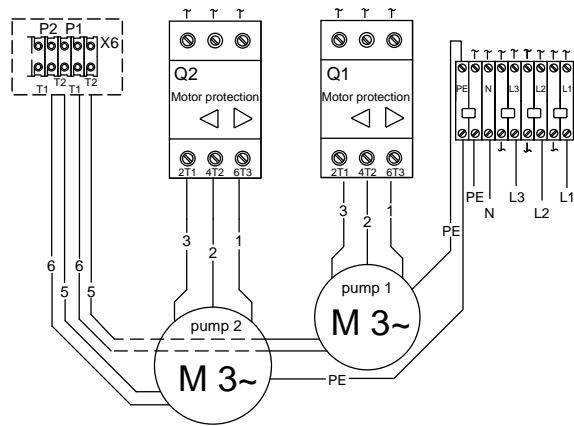 P2 P1
X6
T2 T2
T1 T1
Q2
Motor protection
2T1 4T2 6T3
Q1
Motor protection
2T1 4T2 6T3
PE N L3 L2 L1
PE L3 L1
N L2
3 2 1
3 2 1
6 5 6 5
PE
pump 1
M 3~
pump 2
M 3~
PE